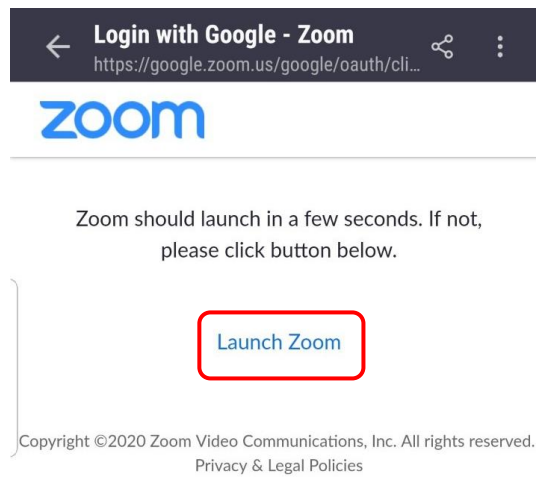 Login with Google - Zoom
https://google.zoom.us/google/oauth/cli...
zoom
Zoom should launch in a few seconds. If not,
please click button below.
Launch Zoom
Copyright ©2020 Zoom Video Communications, Inc. All rights reserved.
Privacy & Legal Policies